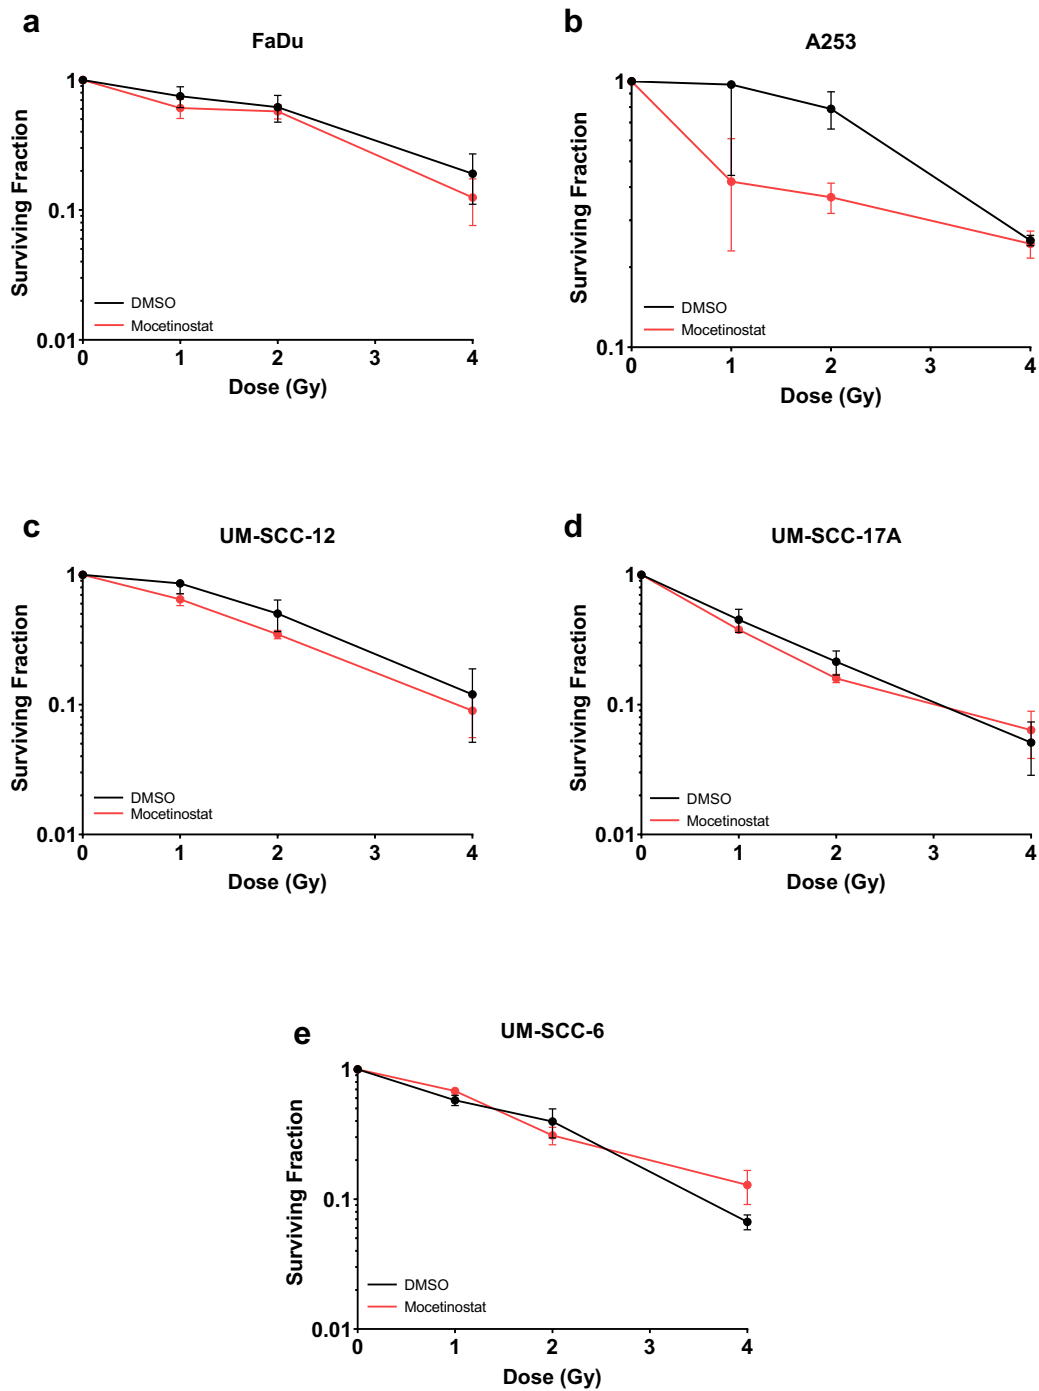 a
FaDu
1
0.1
0.01
Surviving Fraction
DMSO
Mocetinostat
0 1 2 3 4
Dose (Gy)
b
A253
1
0.1
Surviving Fraction
DMSO
Mocetinostat
0 1 2 3 4
Dose (Gy)
c
UM-SCC-12
1
0.1
0.01
Surviving Fraction
DMSO
Mocetinostat
0 1 2 3 4
Dose (Gy)
d
UM-SCC-17A
1
0.1
0.01
Surviving Fraction
DMSO
Mocetinostat
0 1 2 3 4
Dose (Gy)
e
UM-SCC-6
1
0.1
0.01
Surviving Fraction
DMSO
Mocetinostat
0 1 2 3 4
Dose (Gy)